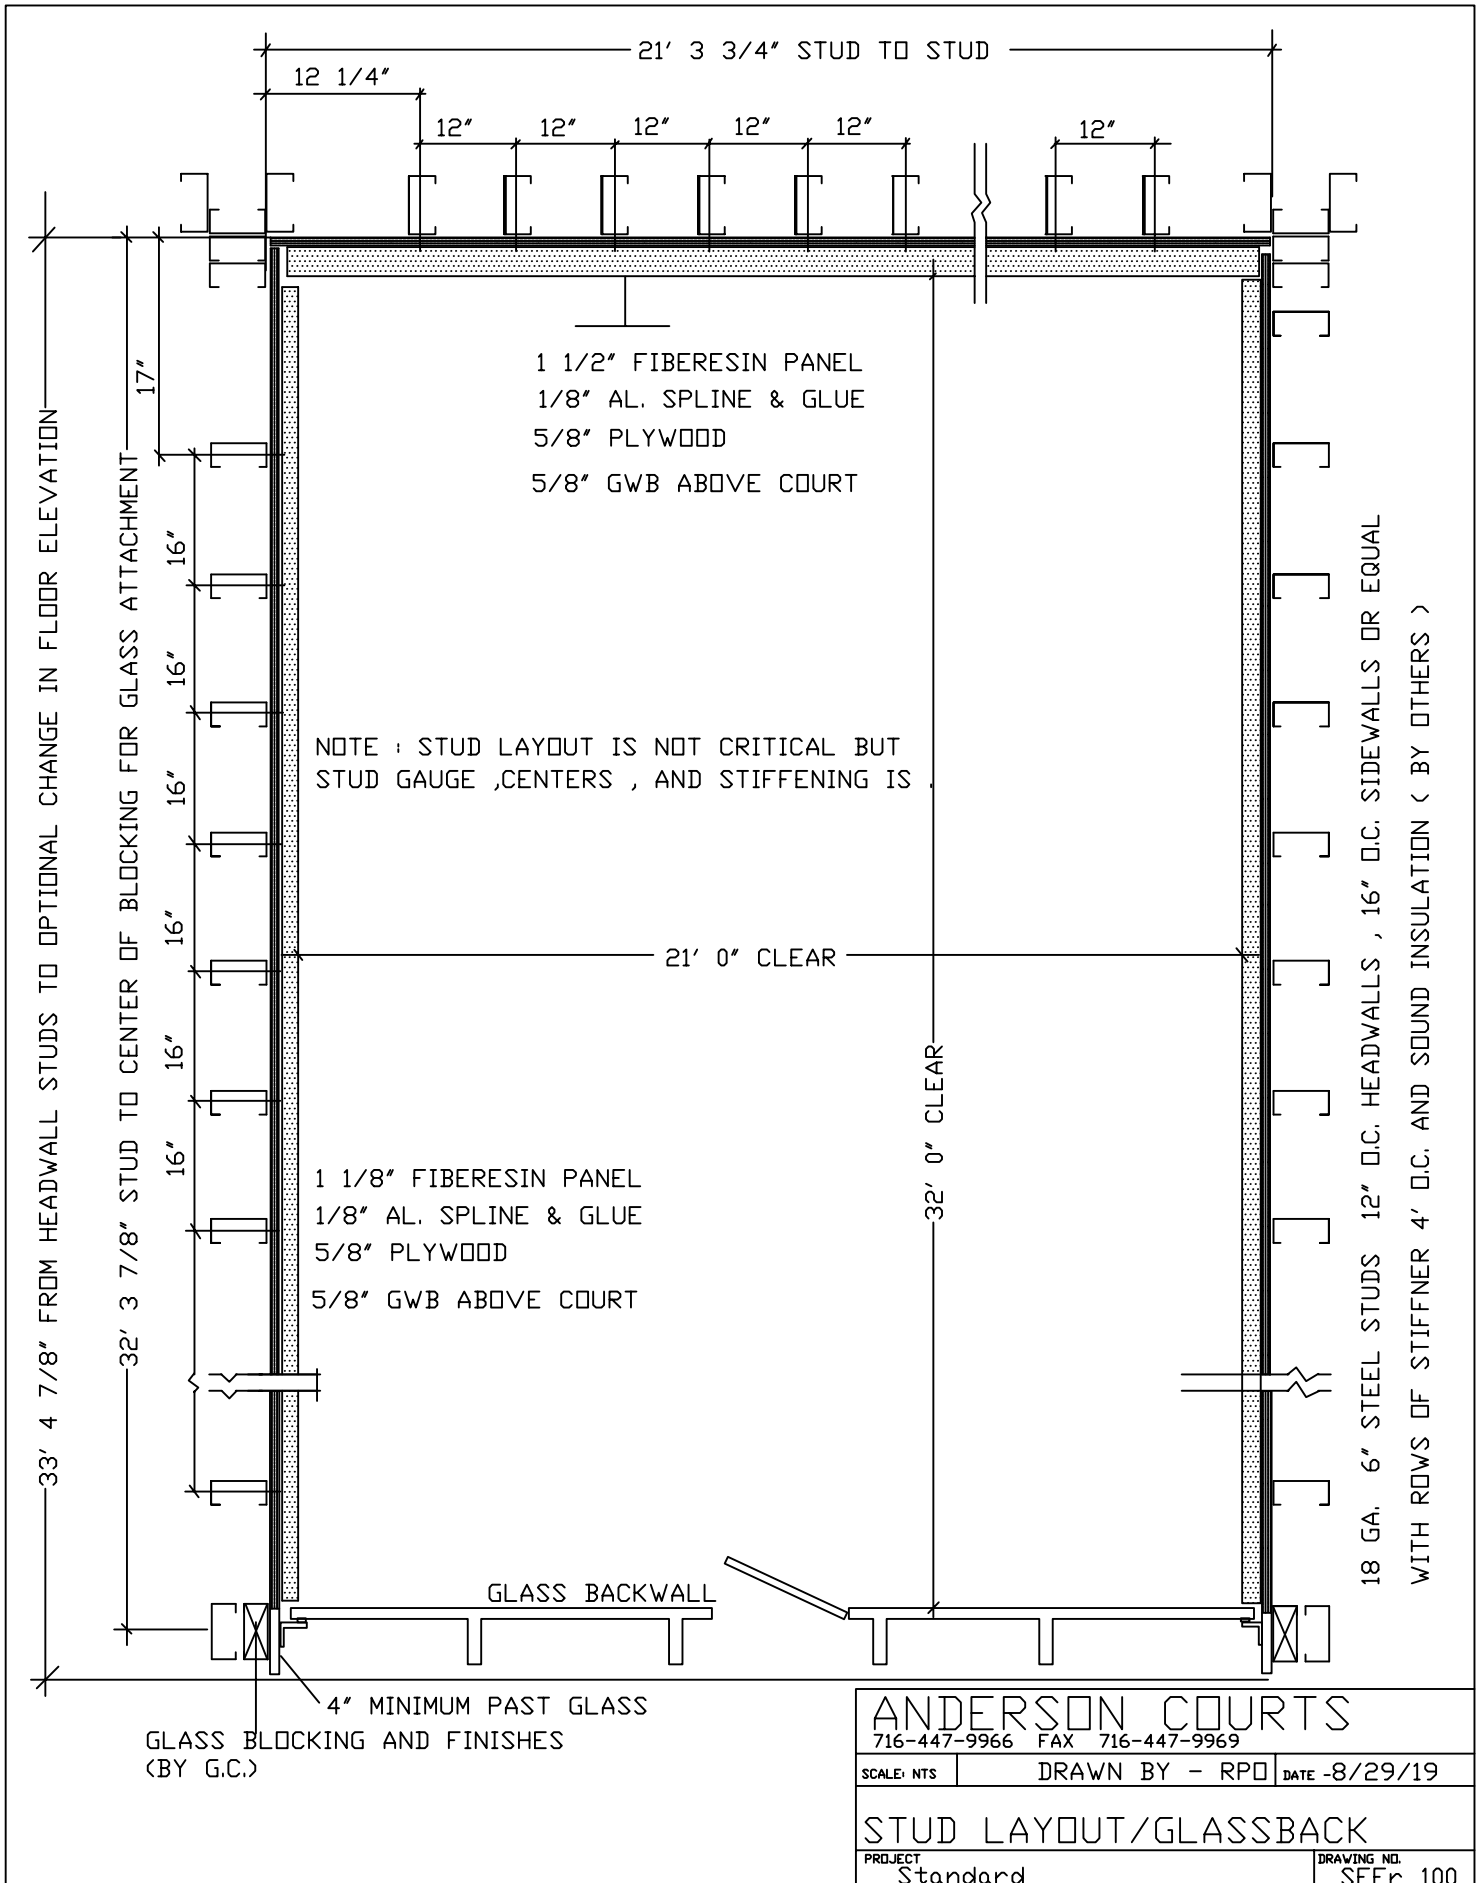 21' 3 3/4" STUD TO STUD
12 1/4"
12"
12"
12"
12"
12"
12"
17"
1 1/2" FIBERESIN PANEL
1/8" AL. SPLINE & GLUE
5/8" PLYWOOD
5/8" GWB ABOVE COURT
33' 4 7/8" FROM HEADWALL STUDS TO OPTIONAL CHANGE IN FLOOR ELEVATION
32' 3 7/8" STUD TO CENTER OF BLOCKING FOR GLASS ATTACHMENT
16"
16"
16"
16"
16"
16"
NOTE : STUD LAYOUT IS NOT CRITICAL BUT
STUD GAUGE ,CENTERS , AND STIFFENING IS .
21' 0" CLEAR
32' 0" CLEAR
1 1/8" FIBERESIN PANEL
1/8" AL. SPLINE & GLUE
5/8" PLYWOOD
5/8" GWB ABOVE COURT
18 GA. 6" STEEL STUDS 12" O.C. HEADWALLS , 16" O.C. SIDEWALLS OR EQUAL
WITH ROWS OF STIFFNER 4' O.C. AND SOUND INSULATION ( BY OTHERS )
GLASS BACKWALL
4" MINIMUM PAST GLASS
GLASS BLOCKING AND FINISHES
(BY G.C.)
ANDERSON COURTS
716-447-9966 FAX 716-447-9969
SCALE: NTS
DRAWN BY - RPO
DATE -8/29/19
STUD LAYOUT/GLASSBACK
PROJECT
Standard
DRAWING NO.
SFFr 100